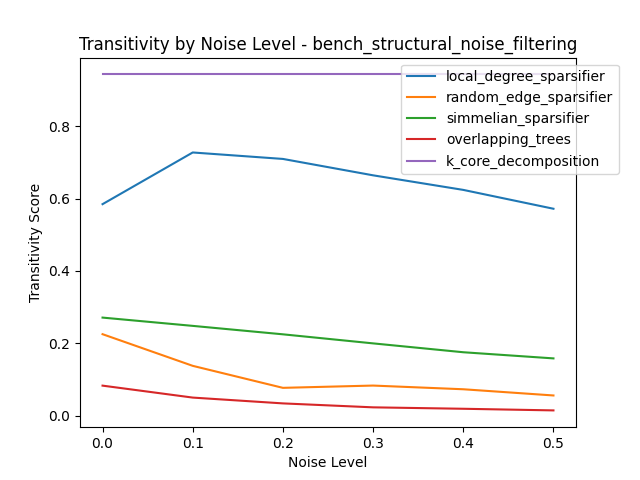 Transitivity by Noise Level - bench_structural_noise_filtering
local_degree_sparsifier
random_edge_sparsifier
simmelian_sparsifier
overlapping_trees
k_core_decomposition
Transitivity Score
0.8
0.6
0.4
0.2
0.0
0.0 0.1 0.2 0.3 0.4 0.5
Noise Level